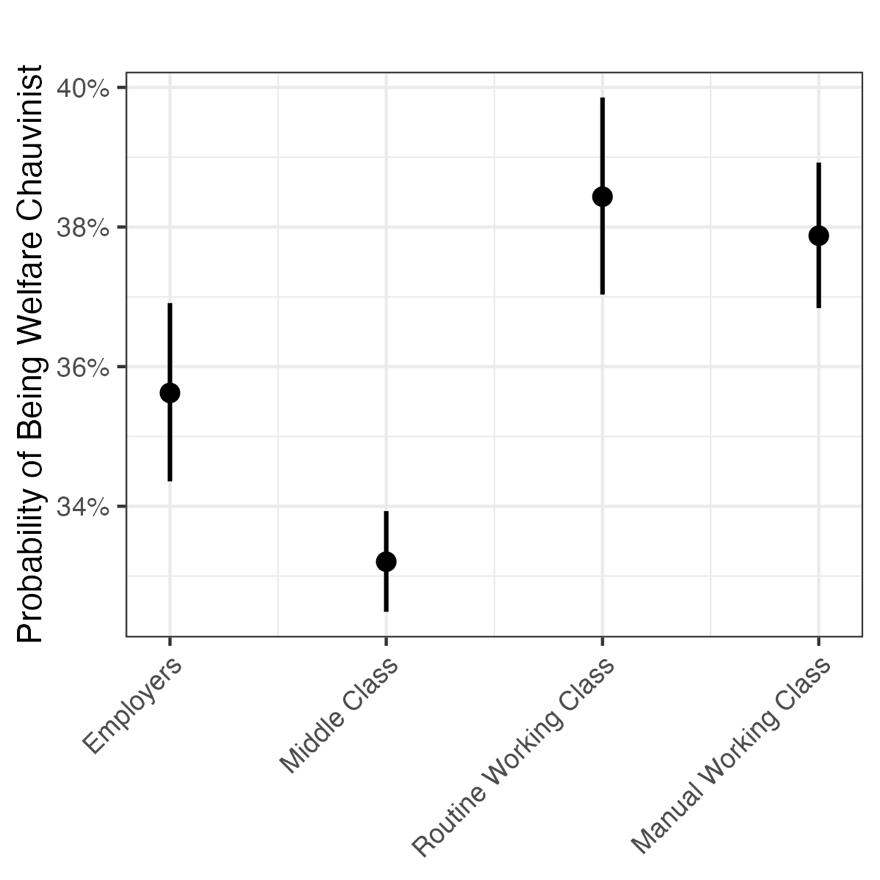 Probability of Being Welfare Chauvinist
40%
38%
36%
34%
Employers
Middle Class
Routine Working Class
Manual Working Class